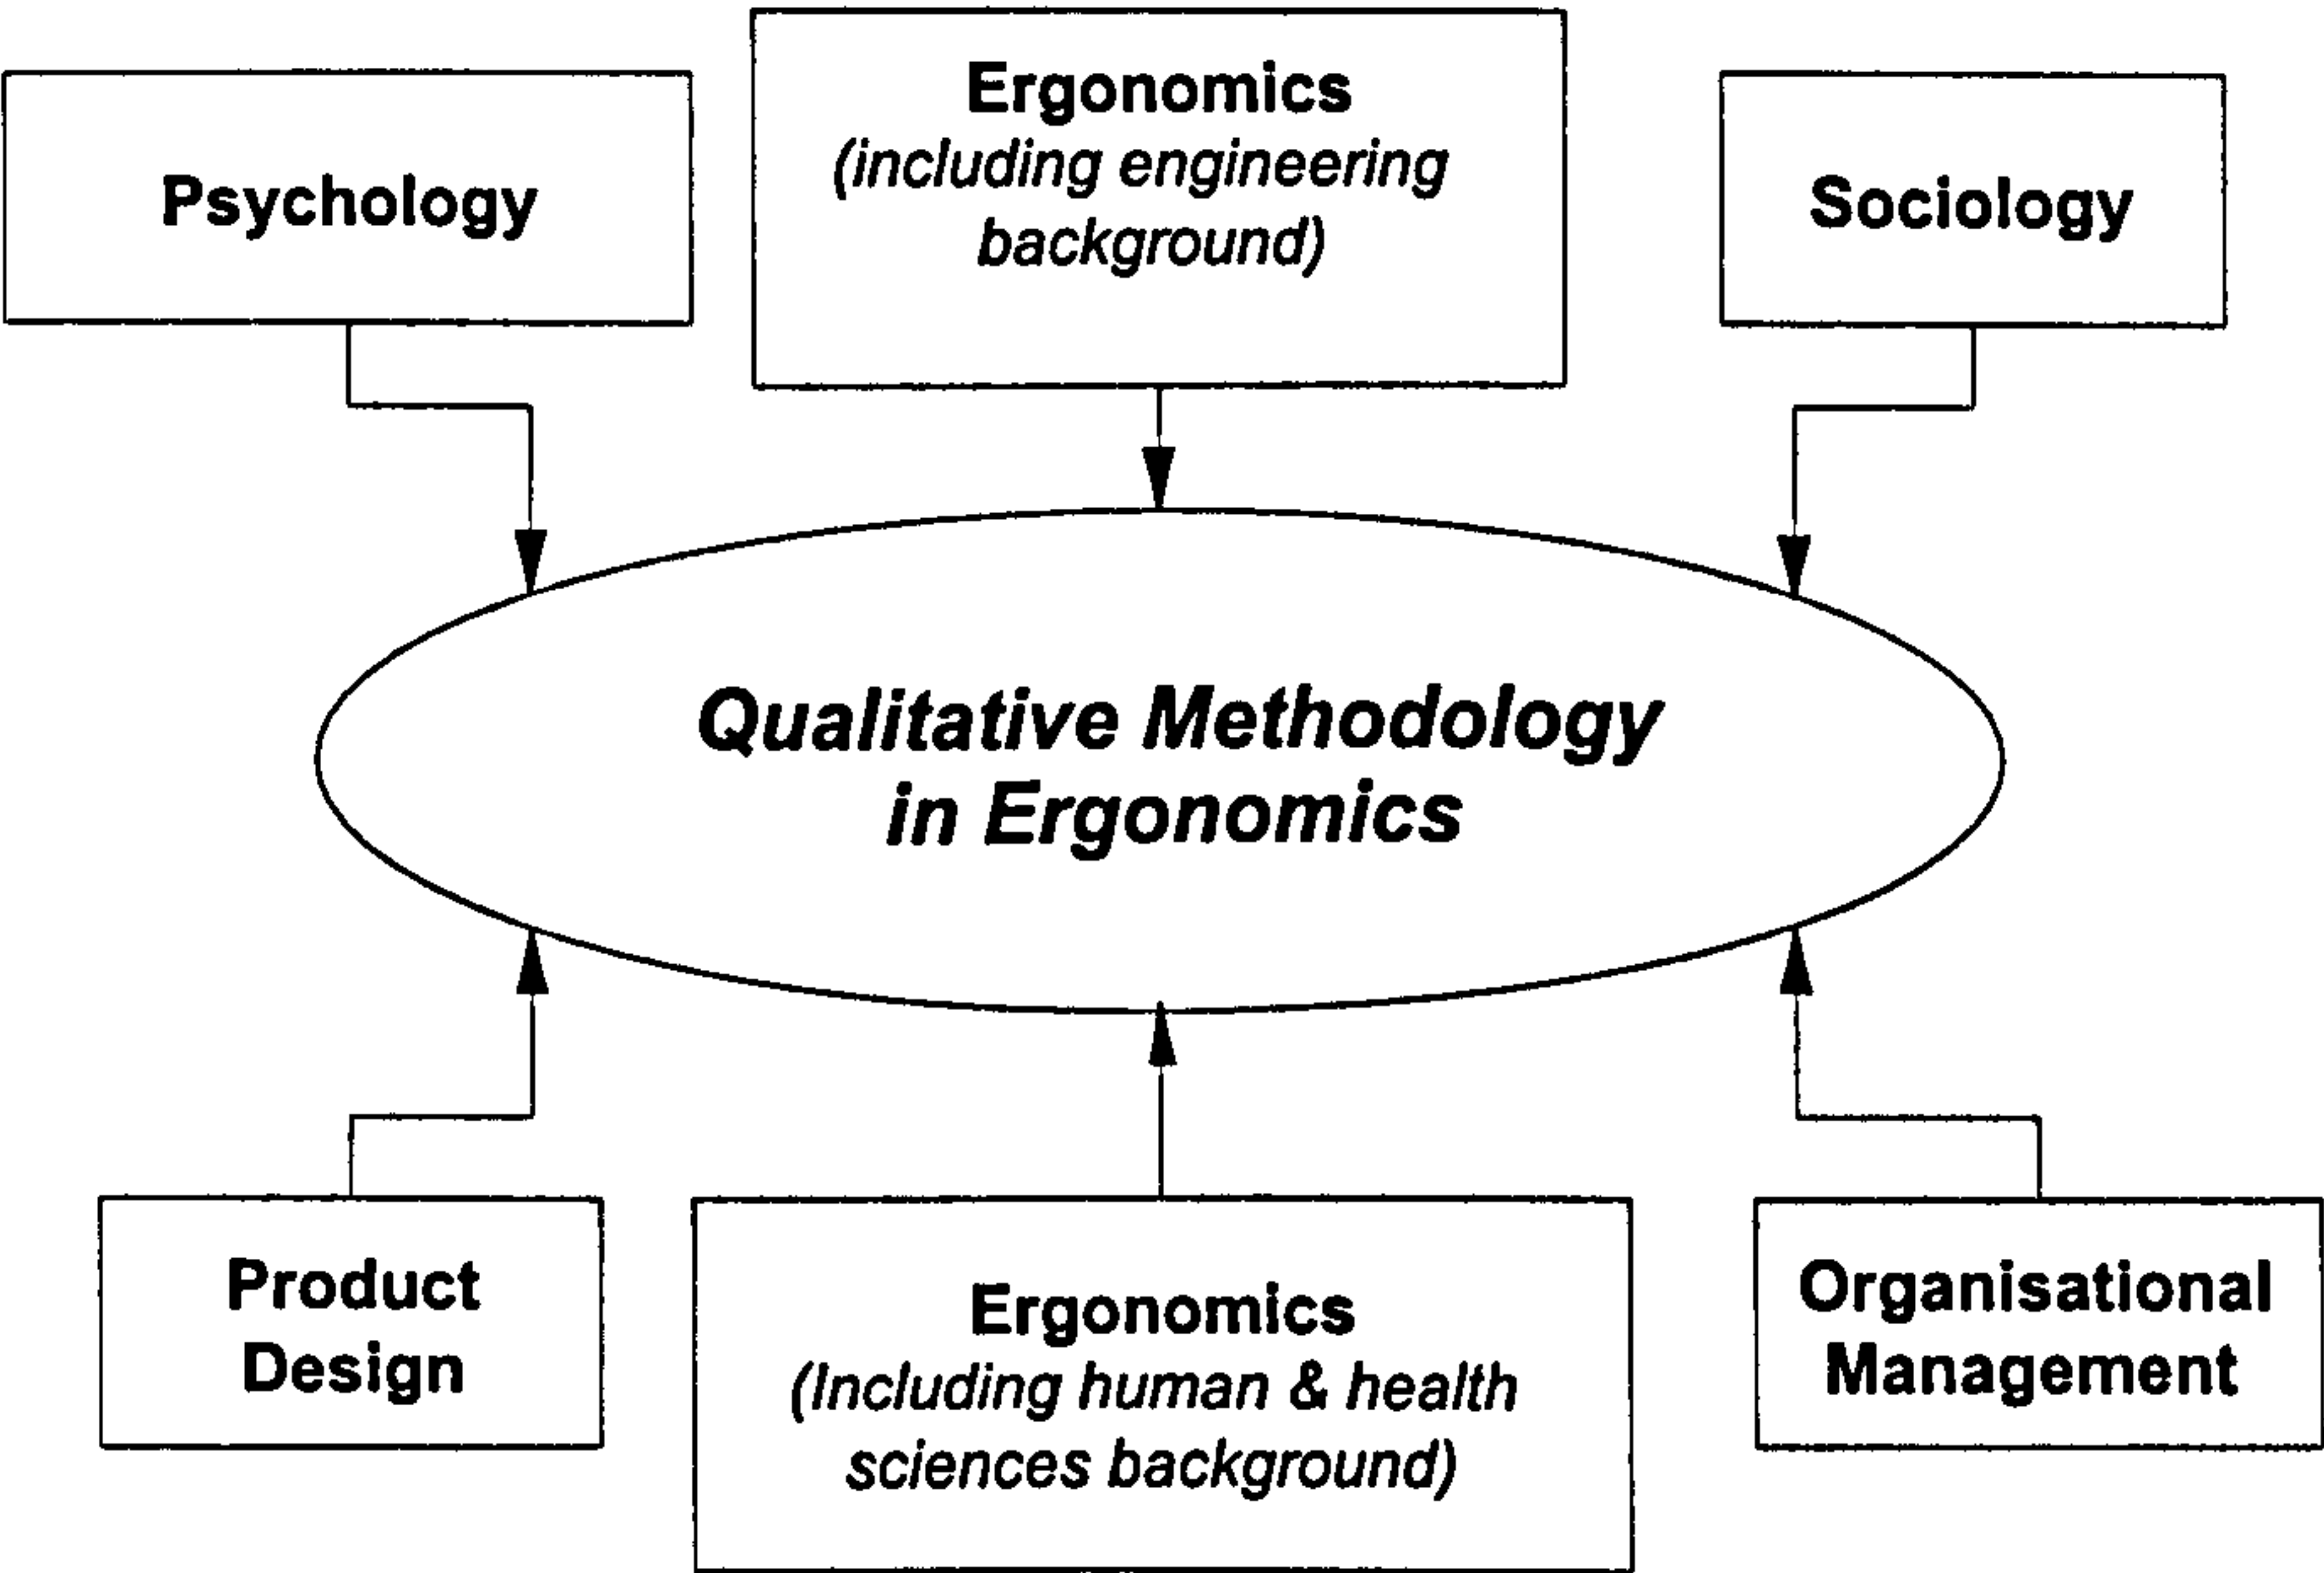 Psychology
Ergonomics
(including engineering
background)
Sociology
Qualitative Methodology
in Ergonomics
Product
Design
Ergonomics
(Including human & health
sciences background)
Organisational
Management